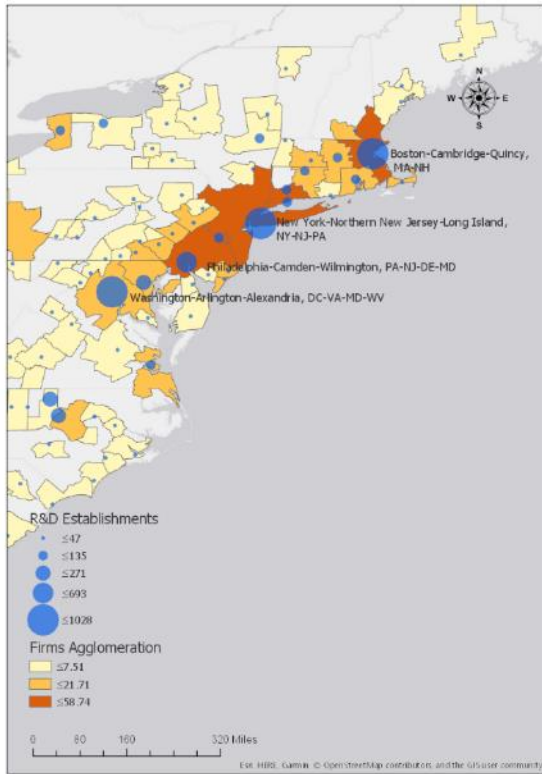 N
W E
S
Boston-Cambridge-Quincy,
MA-NH
New York-Northern New Jersey-Long Island,
NY-NJ-PA
Philadelphia-Camden-Wilmington, PA-NJ-DE-MD
Washington-Arlington-Alexandria, DC-VA-MD-WV
R&D Establishments
≤47
≤135
≤271
≤693
≤1028
Firms Agglomeration
≤7.51
≤21.71
≤58.74
0 80 160 320 Miles
Esri, HERE, Garmin, © OpenStreetMap contributors, and the GIS user community